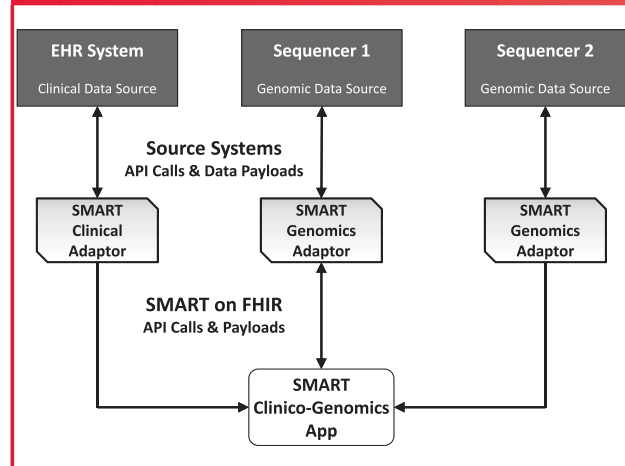 EHR System
Clinical Data Source
Sequencer 1
Genomic Data Source
Sequencer 2
Genomic Data Source
Source Systems
API Calls & Data Payloads
SMART
Clinical
Adaptor
SMART
Genomics
Adaptor
SMART
Genomics
Adaptor
SMART on FHIR
API Calls & Payloads
SMART
Clinico-Genomics
App